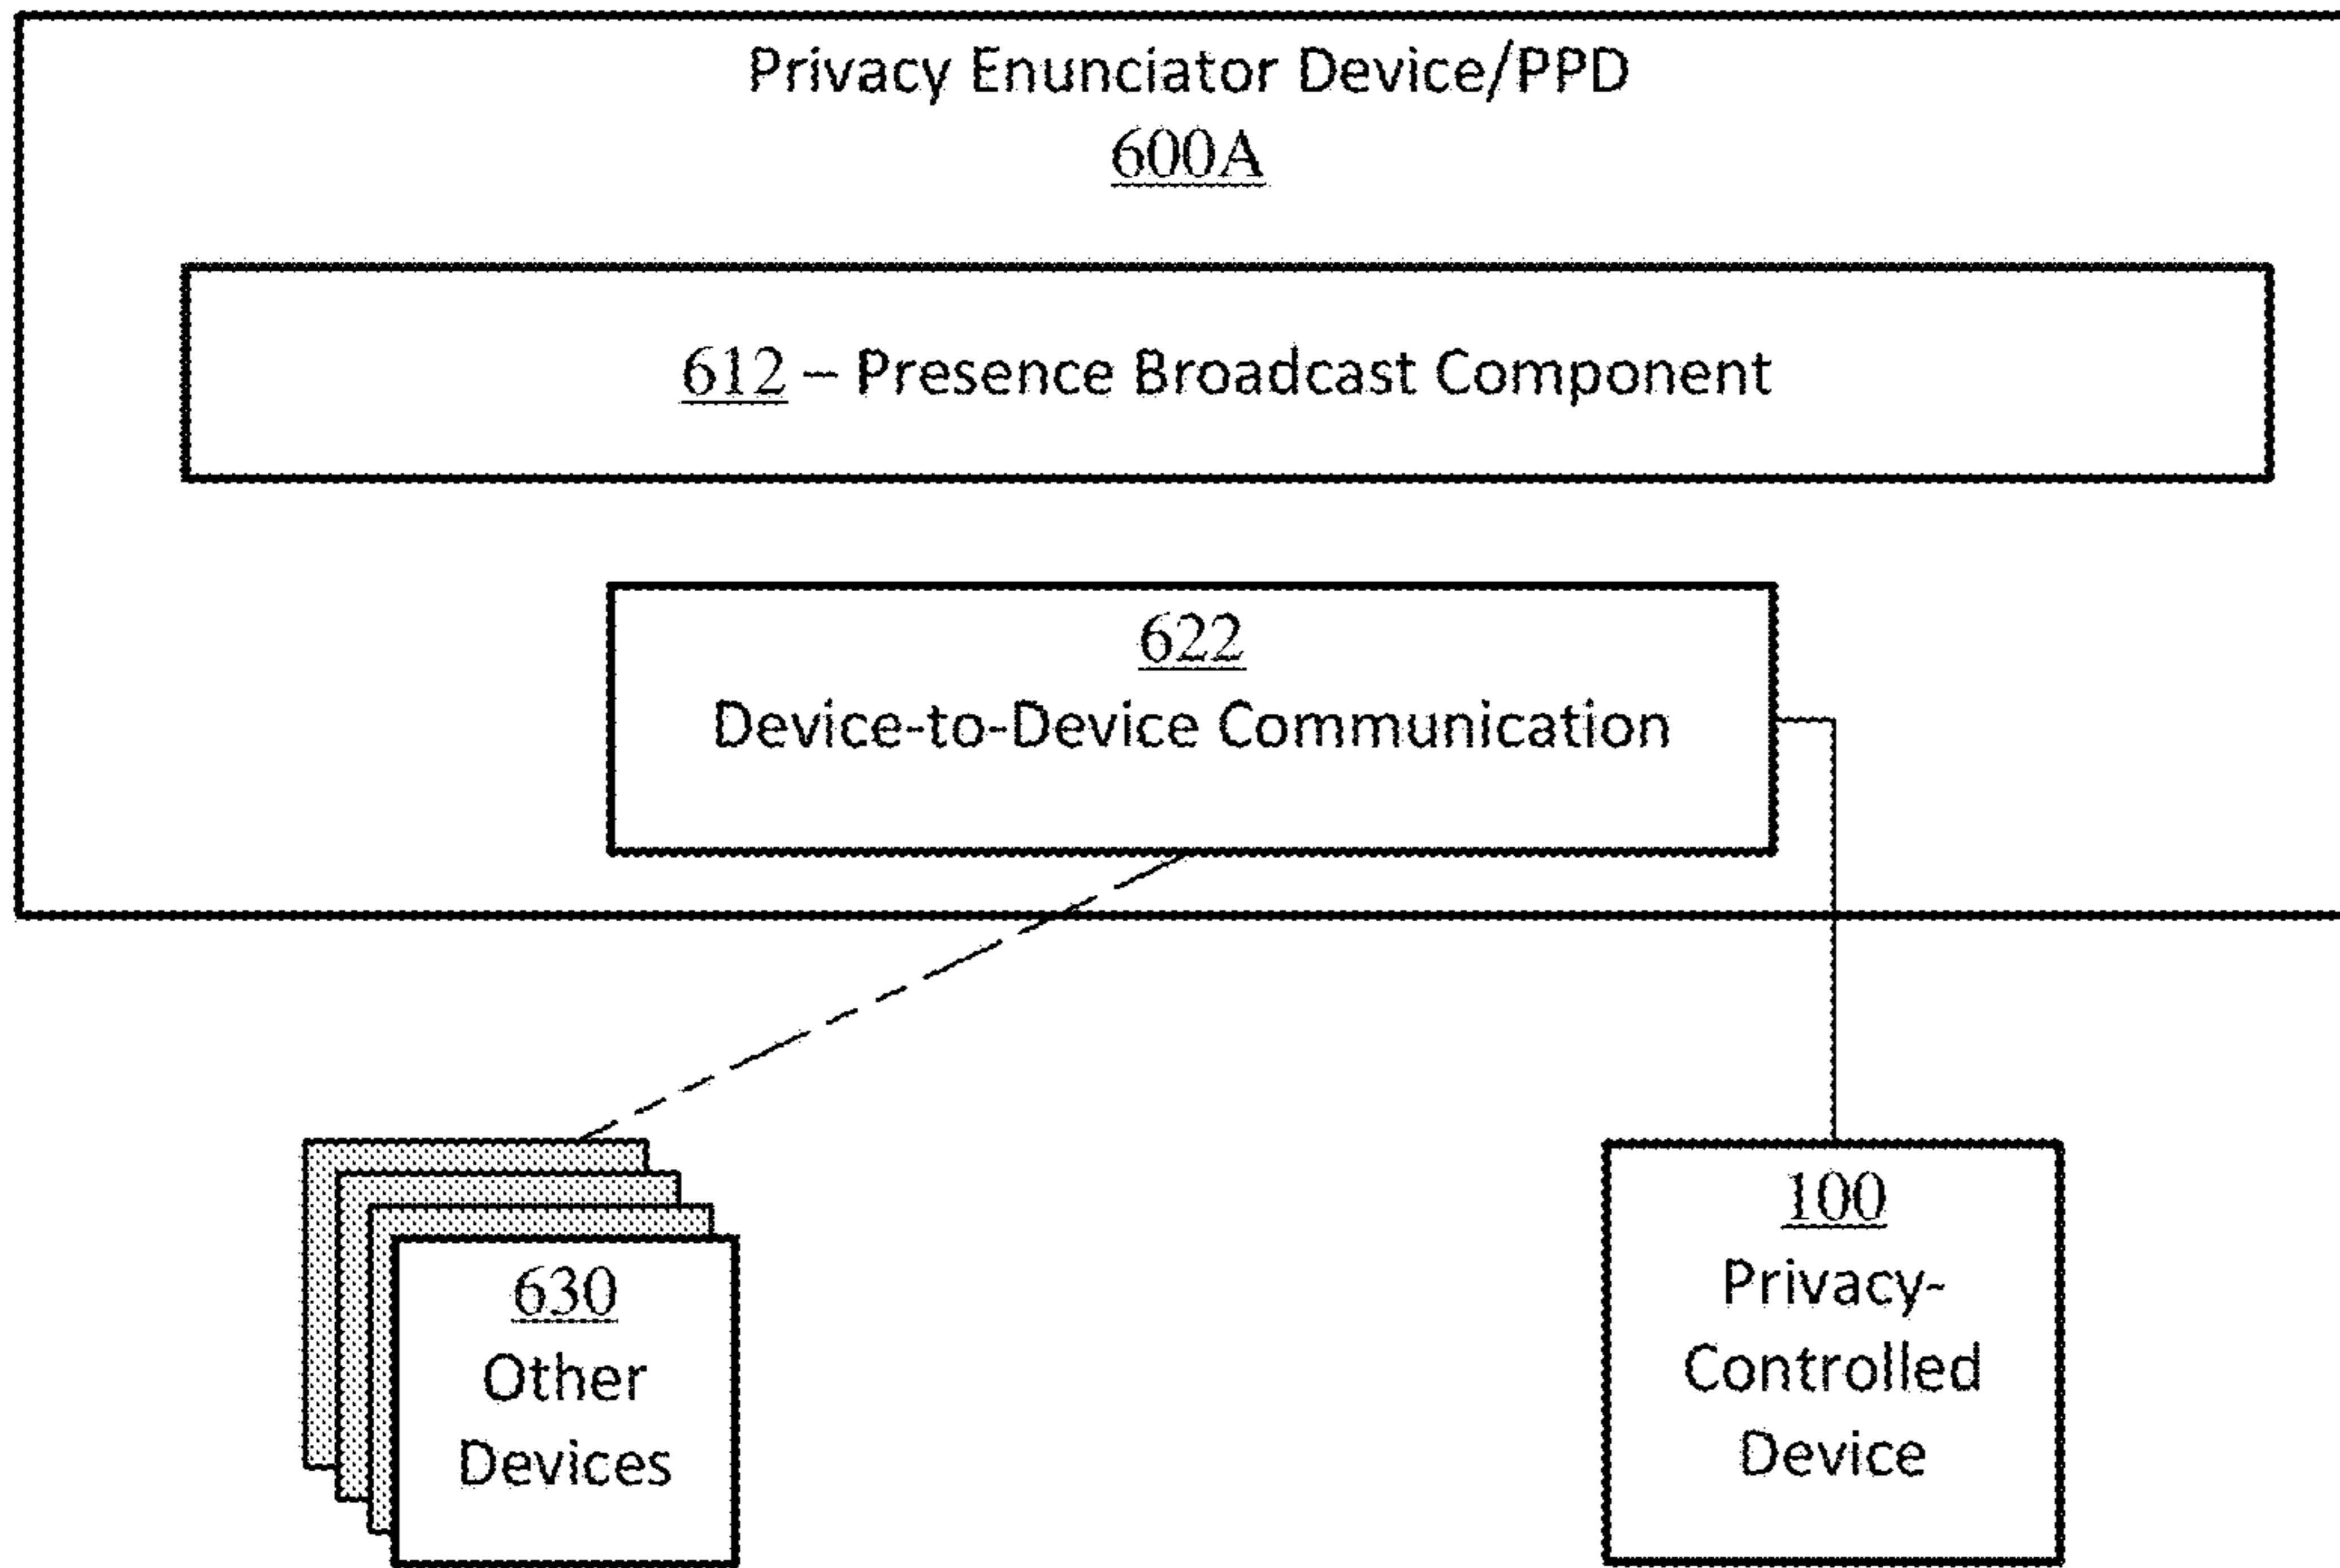 Privacy Enunciator Device/PPD
600A
612 – Presence Broadcast Component
622
Device-to-Device Communication
630
Other
Devices
100
Privacy-
Controlled
Device